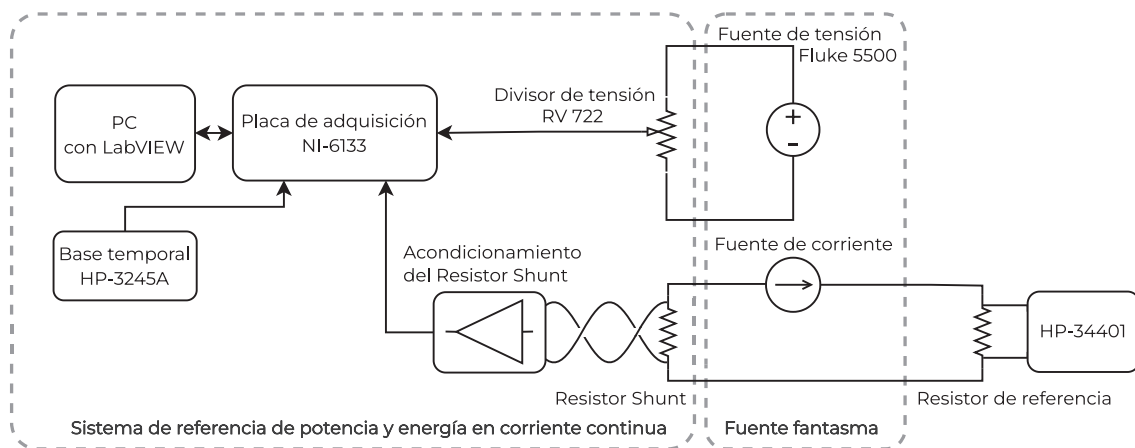 Fuente de tensión
Fluke 5500
Divisor de tensión
RV 722
PC
con LabVIEW
Placa de adquisición
NI-6133
+
-
Base temporal
HP-3245A
Acondicionamiento
del Resistor Shunt
Fuente de corriente
HP-34401
Resistor Shunt
Resistor de referencia
Sistema de referencia de potencia y energía en corriente continua
Fuente fantasma